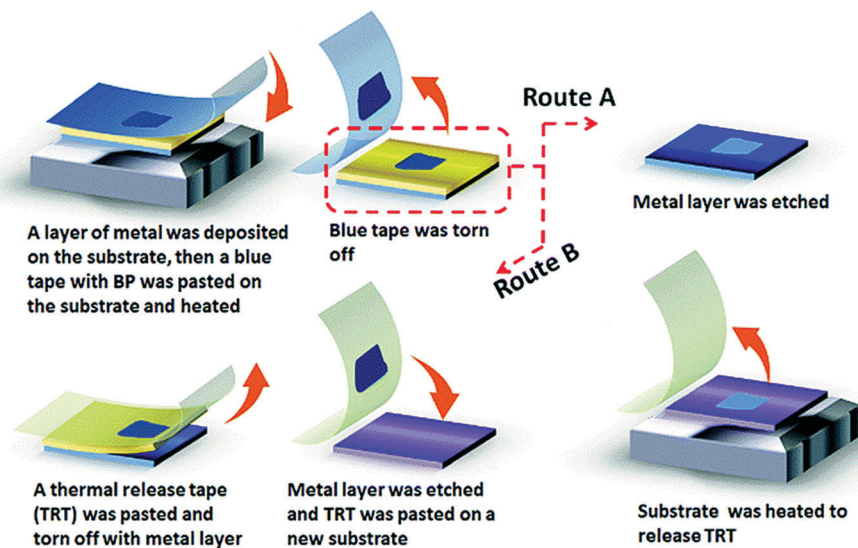 Route A
Route B
A layer of metal was deposited
on the substrate, then a blue
tape with BP was pasted on
the substrate and heated
Blue tape was torn
off
Metal layer was etched
A thermal release tape
(TRT) was pasted and
torn off with metal layer
Metal layer was etched
and TRT was pasted on a
new substrate
Substrate was heated to
release TRT